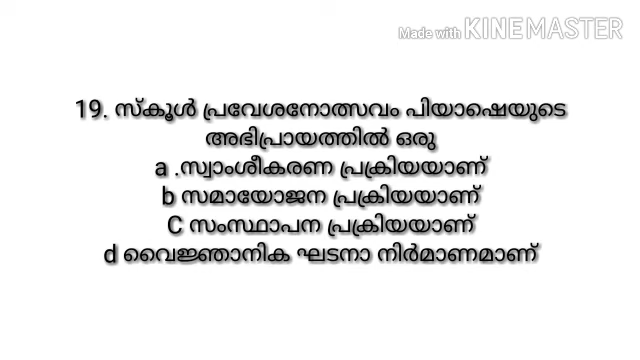 Made with KINEMASTER
19. സ്കൂൾ പ്രവേശനോത്സവം പിയാഷെയുടെ
അഭിപ്രായത്തിൽ ഒരു
a .സ്വാംശീകരണ പ്രക്രിയയാണ്
b സമായോജന പ്രക്രിയയാണ്
C സംസ്ഥാപന പ്രക്രിയയാണ്
d വൈജ്ഞാനിക ഘടനാ നിർമാണമാണ്